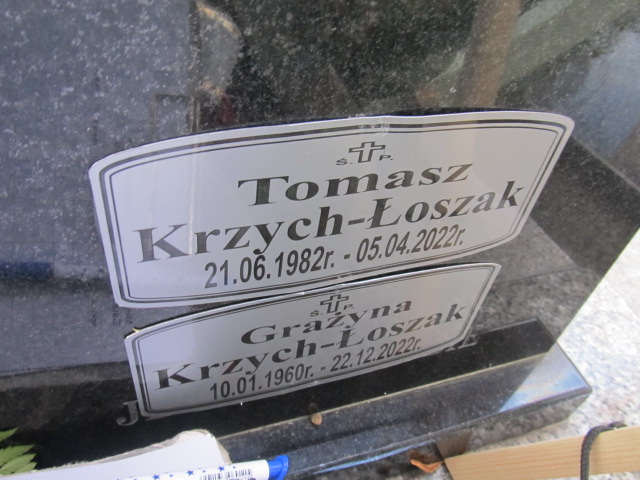 Ś. P.
Tomasz
Krzych-Łoszak
21.06.1982r. - 05.04.2022r.
Ś. P.
Grażyna
Krzych-Łoszak
10.01.1960r. - 22.12.2022r.
J